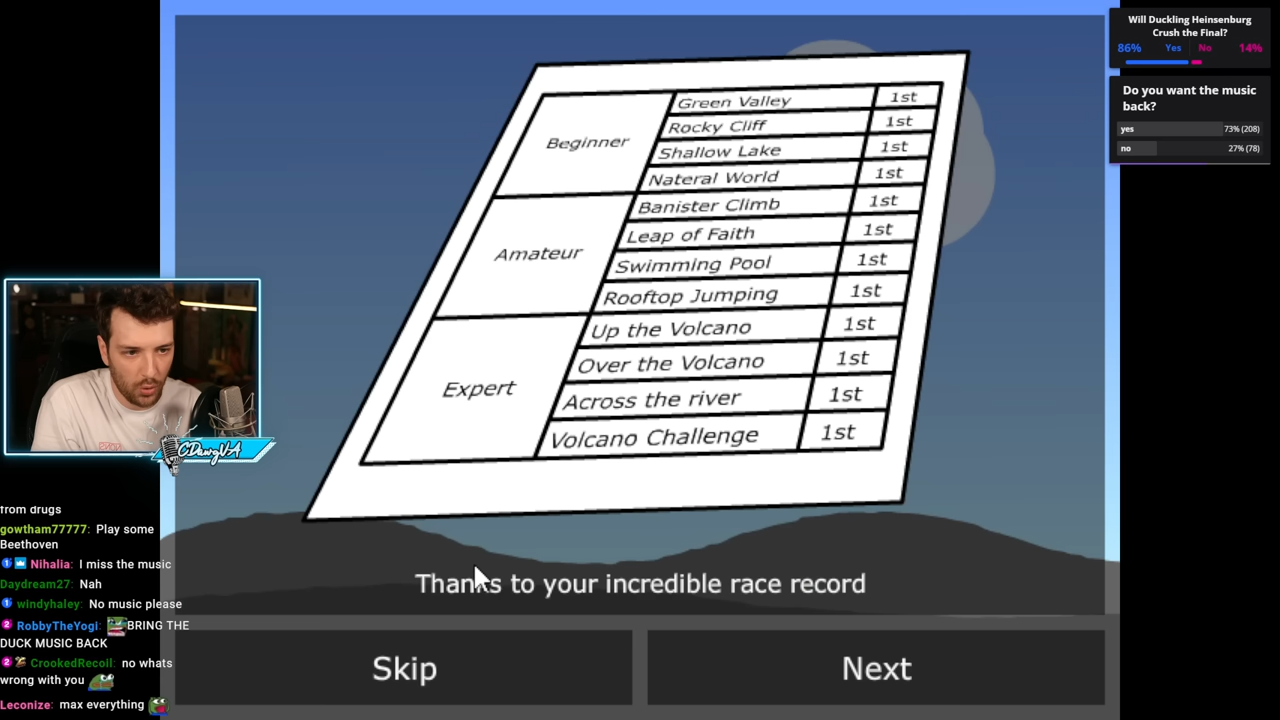 Will Duckling Heinsenburg
Crush the Final?
86% Yes No 14%
Do you want the music
back?
yes 73% (208)
no 27% (78)
Beginner
Green Valley 1st
Rocky Cliff 1st
Shallow Lake 1st
Nateral World 1st
Amateur
Banister Climb 1st
Leap of Faith 1st
Swimming Pool 1st
Rooftop Jumping 1st
Expert
Up the Volcano 1st
Over the Volcano 1st
Across the river 1st
Volcano Challenge 1st
CDawgVA
from drugs
gowtham77777: Play some
Beethoven
Nihalia: I miss the music
Daydream27: Nah
windyhaley: No music please
RobbyTheYogi: BRING THE
DUCK MUSIC BACK
CrookedRecoil: no whats
wrong with you
Leconize: max everything
Thanks to your incredible race record
Skip
Next